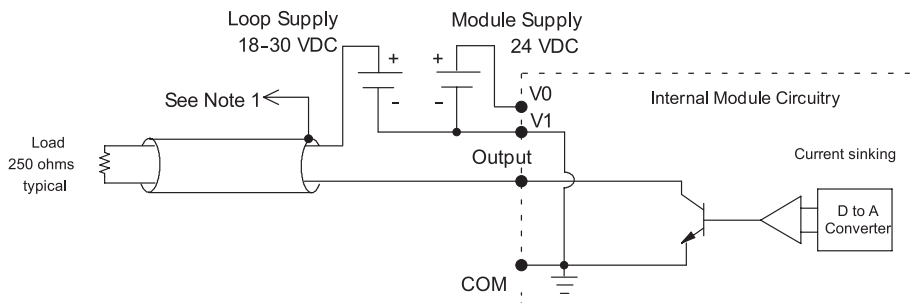 Loop Supply
18–30 VDC
Module Supply
24 VDC
+
–
+
–
See Note 1
V0
V1
Internal Module Circuitry
Load
250 ohms
typical
Output
Current sinking
D to A
Converter
COM